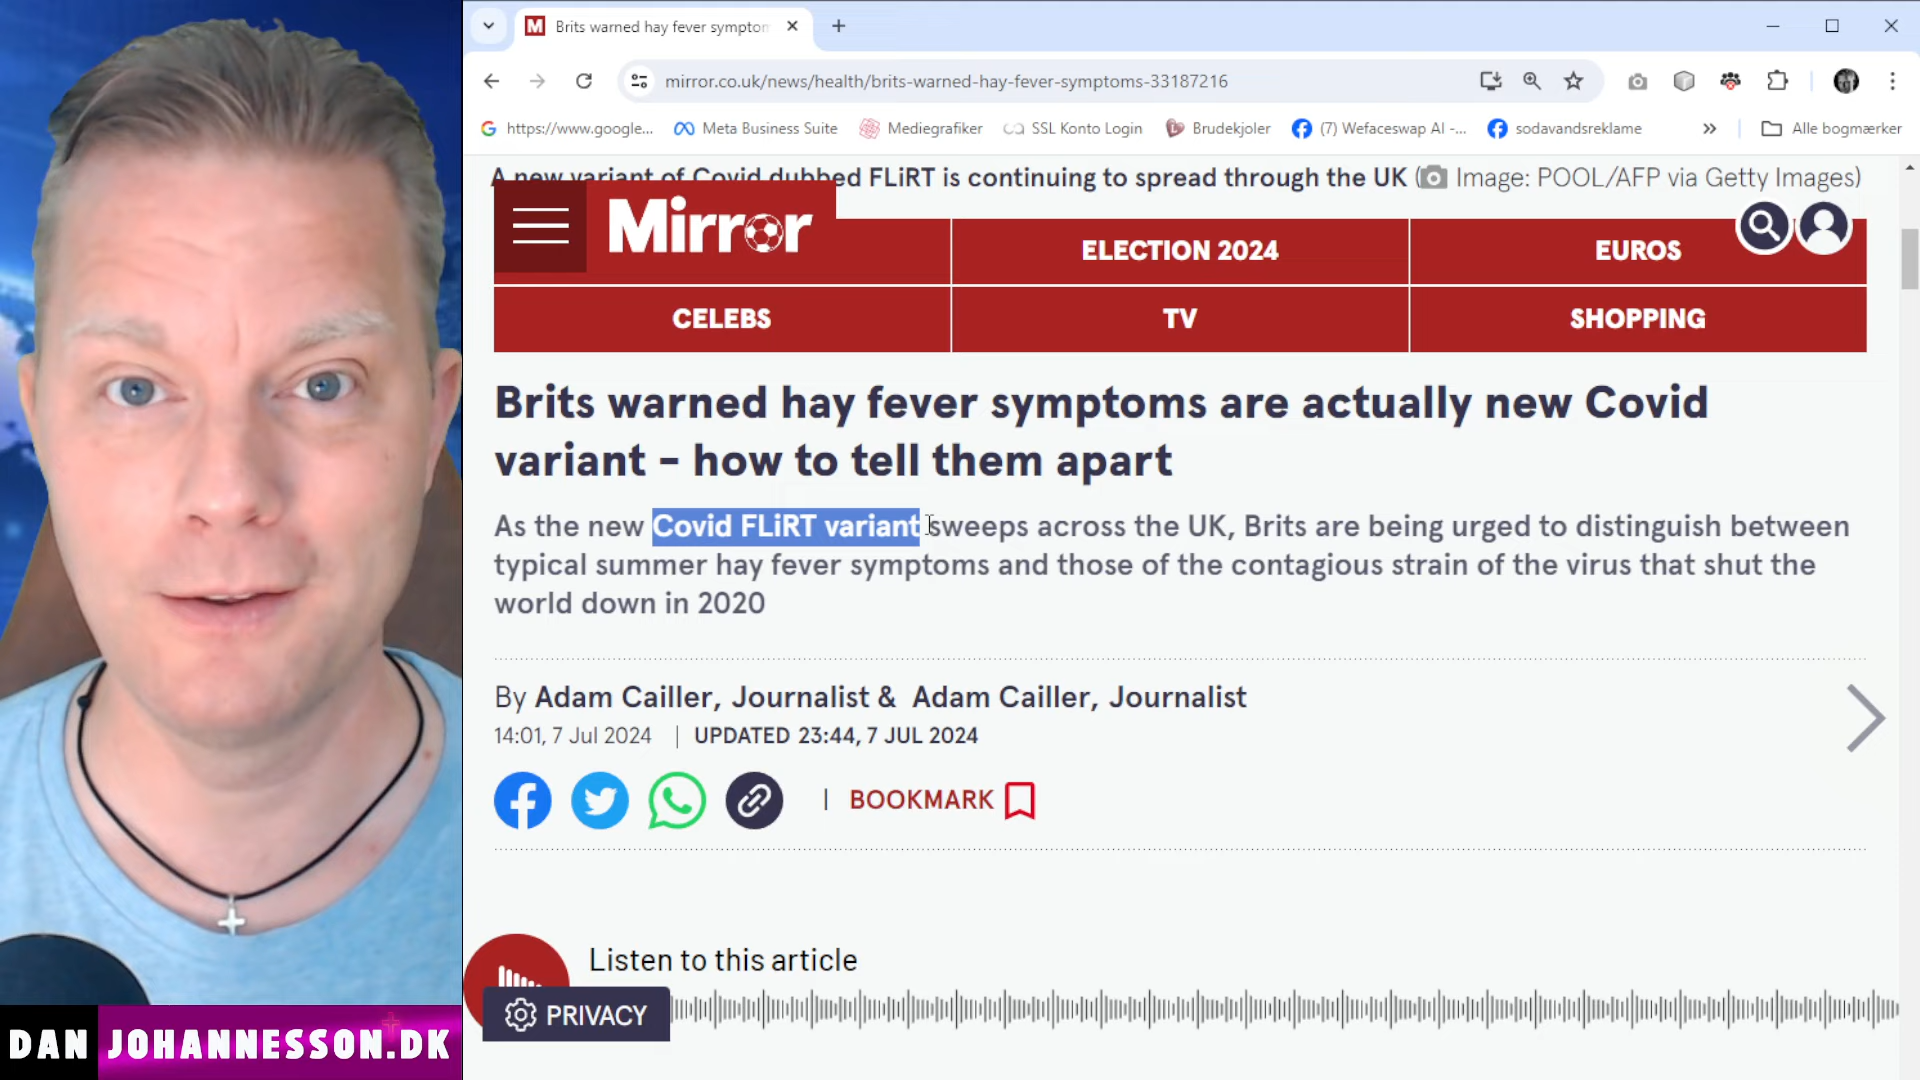 Brits warned hay fever symptom
mirror.co.uk/news/health/brits-warned-hay-fever-symptoms-33187216
https://www.google... Meta Business Suite Mediegrafiker SSL Konto Login Brudekjoler (7) Wefaceswap AI -... sodavandsreklame » Alle bogmærker
A new variant of Covid dubbed FLiRT is continuing to spread through the UK (Image: POOL/AFP via Getty Images)
Mirror
ELECTION 2024 EUROS
CELEBS TV SHOPPING
Brits warned hay fever symptoms are actually new Covid
variant - how to tell them apart
As the new Covid FLiRT variant sweeps across the UK, Brits are being urged to distinguish between
typical summer hay fever symptoms and those of the contagious strain of the virus that shut the
world down in 2020
By Adam Cailler, Journalist & Adam Cailler, Journalist
14:01, 7 Jul 2024 | UPDATED 23:44, 7 JUL 2024
| BOOKMARK
Listen to this article
PRIVACY
DAN JOHANNESSON.DK